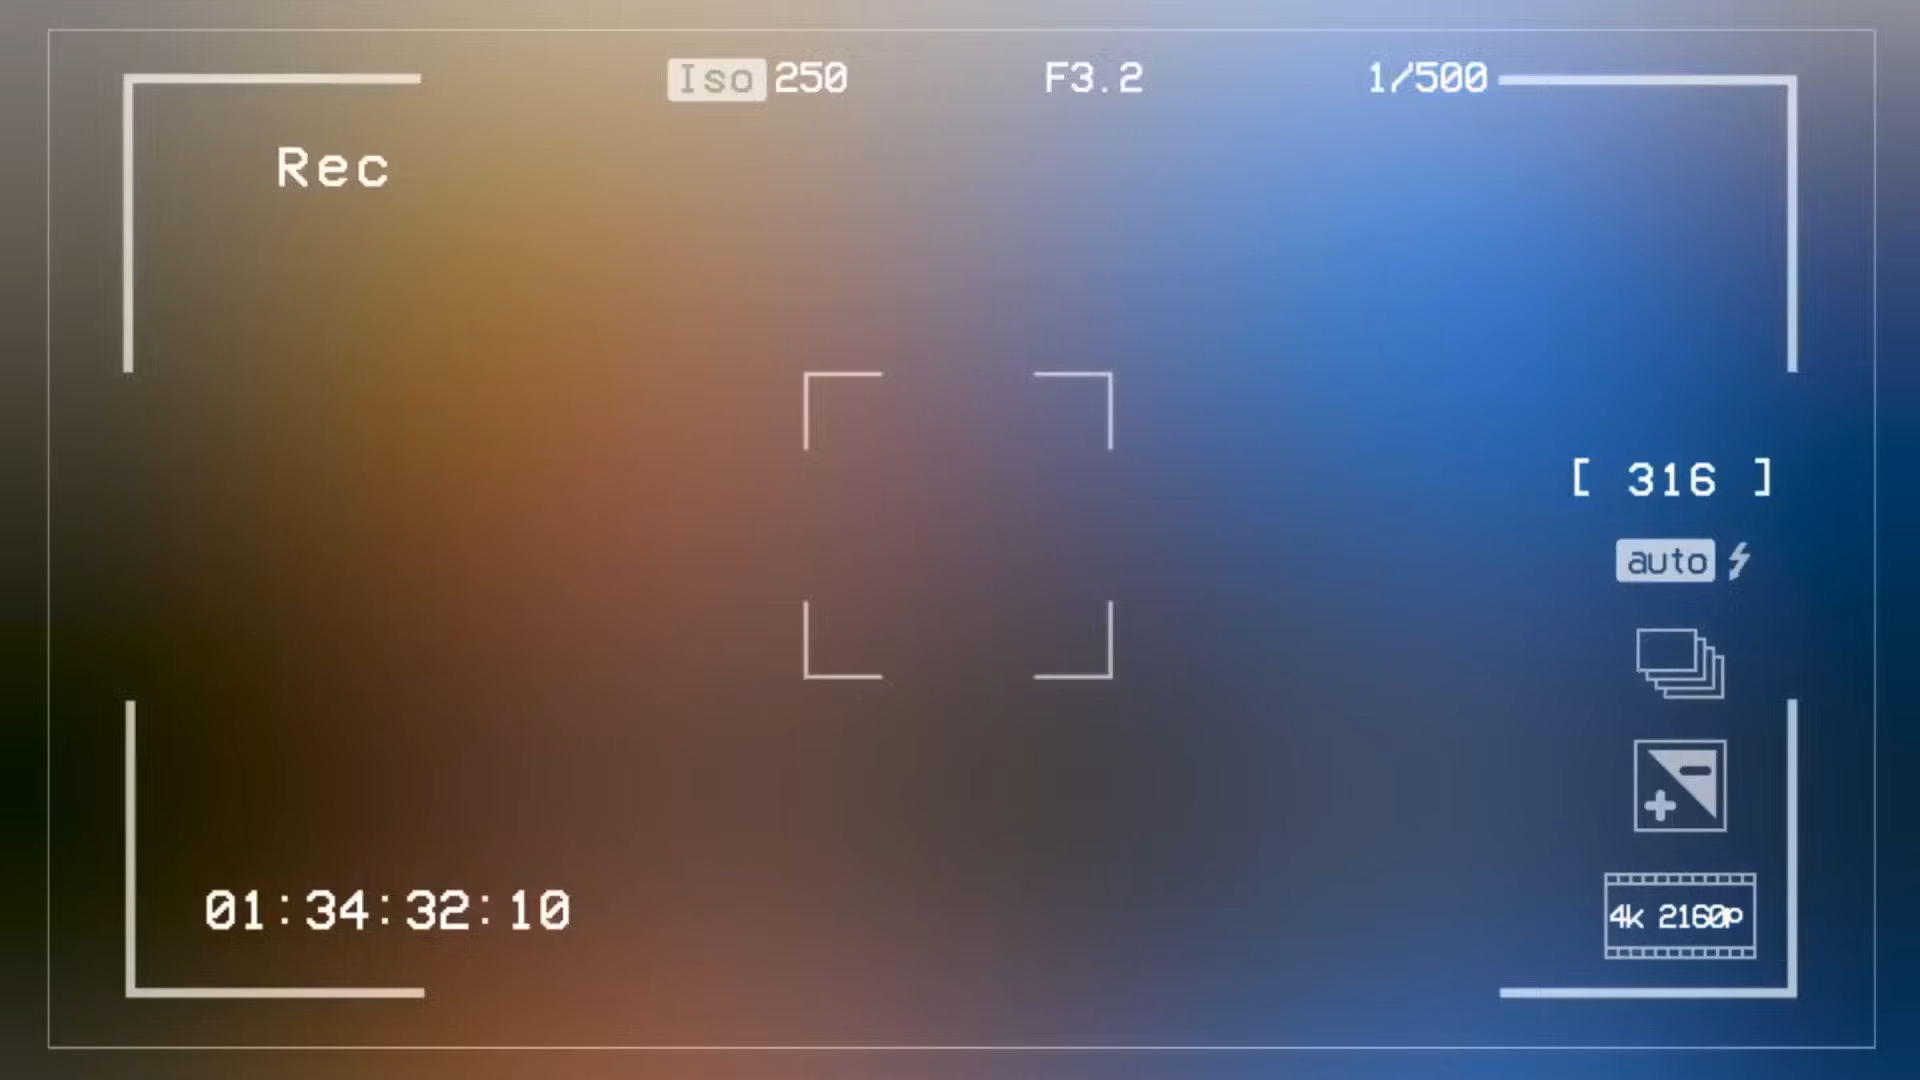 Iso 250 F3.2 1/500
Rec
[ 316 ]
auto
01:34:32:10
4k 2160p